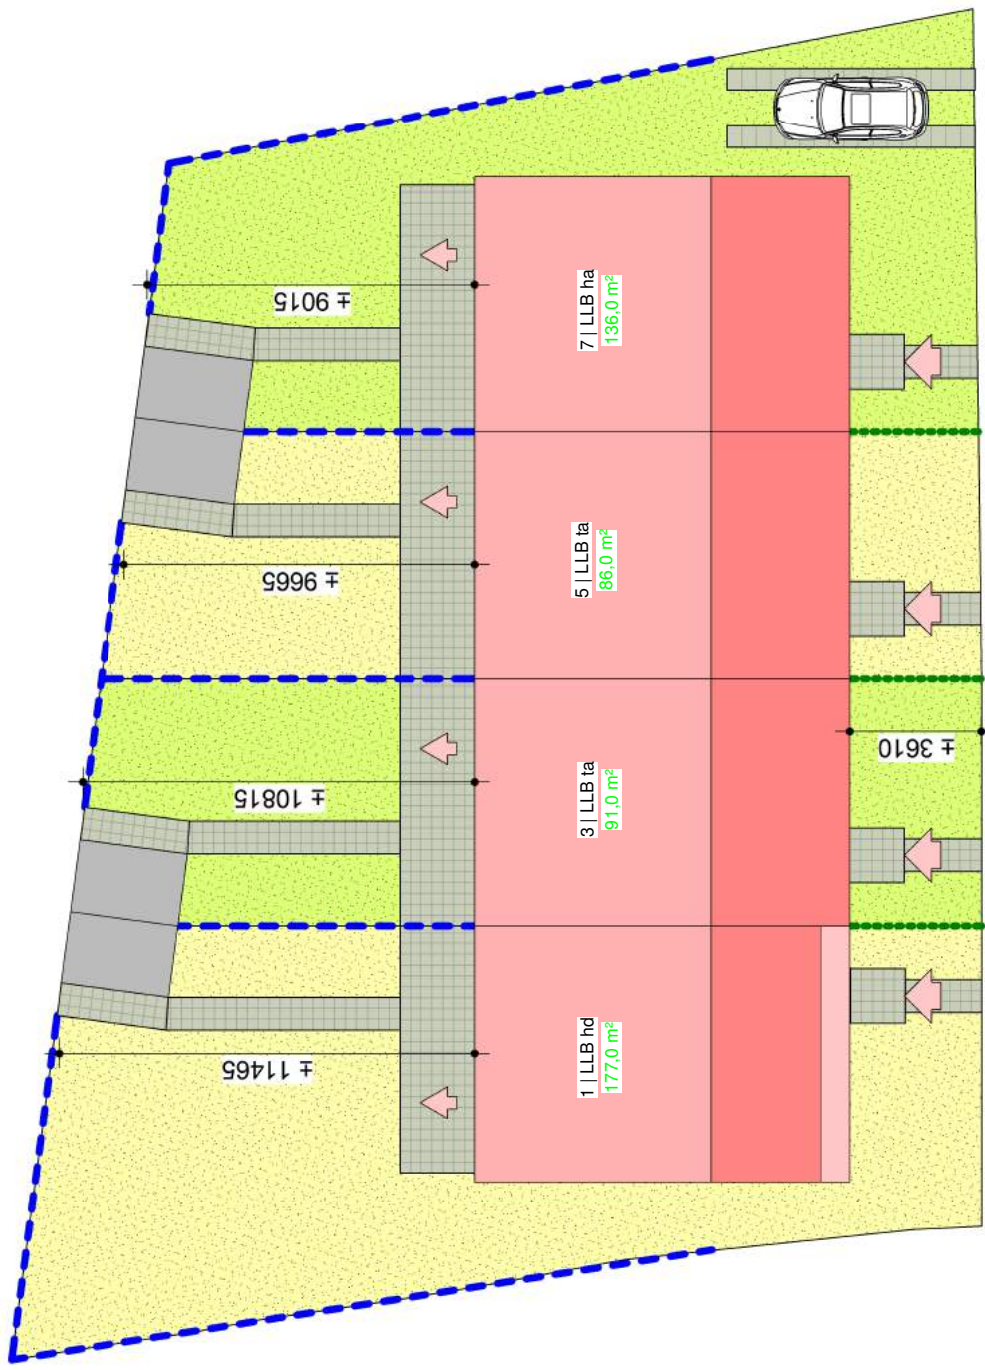 ± 9015
7 | LLB ha
136,0 m²
± 9665
5 | LLB ta
86,0 m²
± 10815
3 | LLB ta
91,0 m²
± 3610
± 11465
1 | LLB hd
177,0 m²